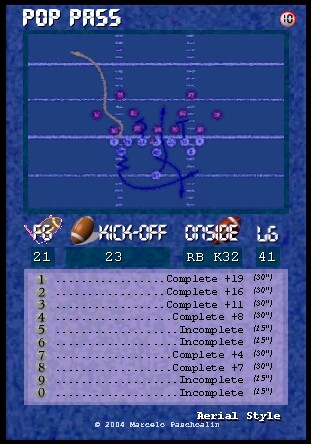 POP PASS 10
FG KICK-OFF ONSIDE LG
21 23 RB K32 41
1 ...................Complete +19 (30")
2 ...................Complete +16 (30")
3 ...................Complete +11 (30")
4 ....................Complete +8 (30")
5 .....................Incomplete (15")
6 .....................Incomplete (15")
7 ....................Complete +4 (30")
8 ....................Complete +7 (30")
9 .....................Incomplete (15")
0 .....................Incomplete (15")
Aerial Style
© 2004 Marcelo Paschoalin